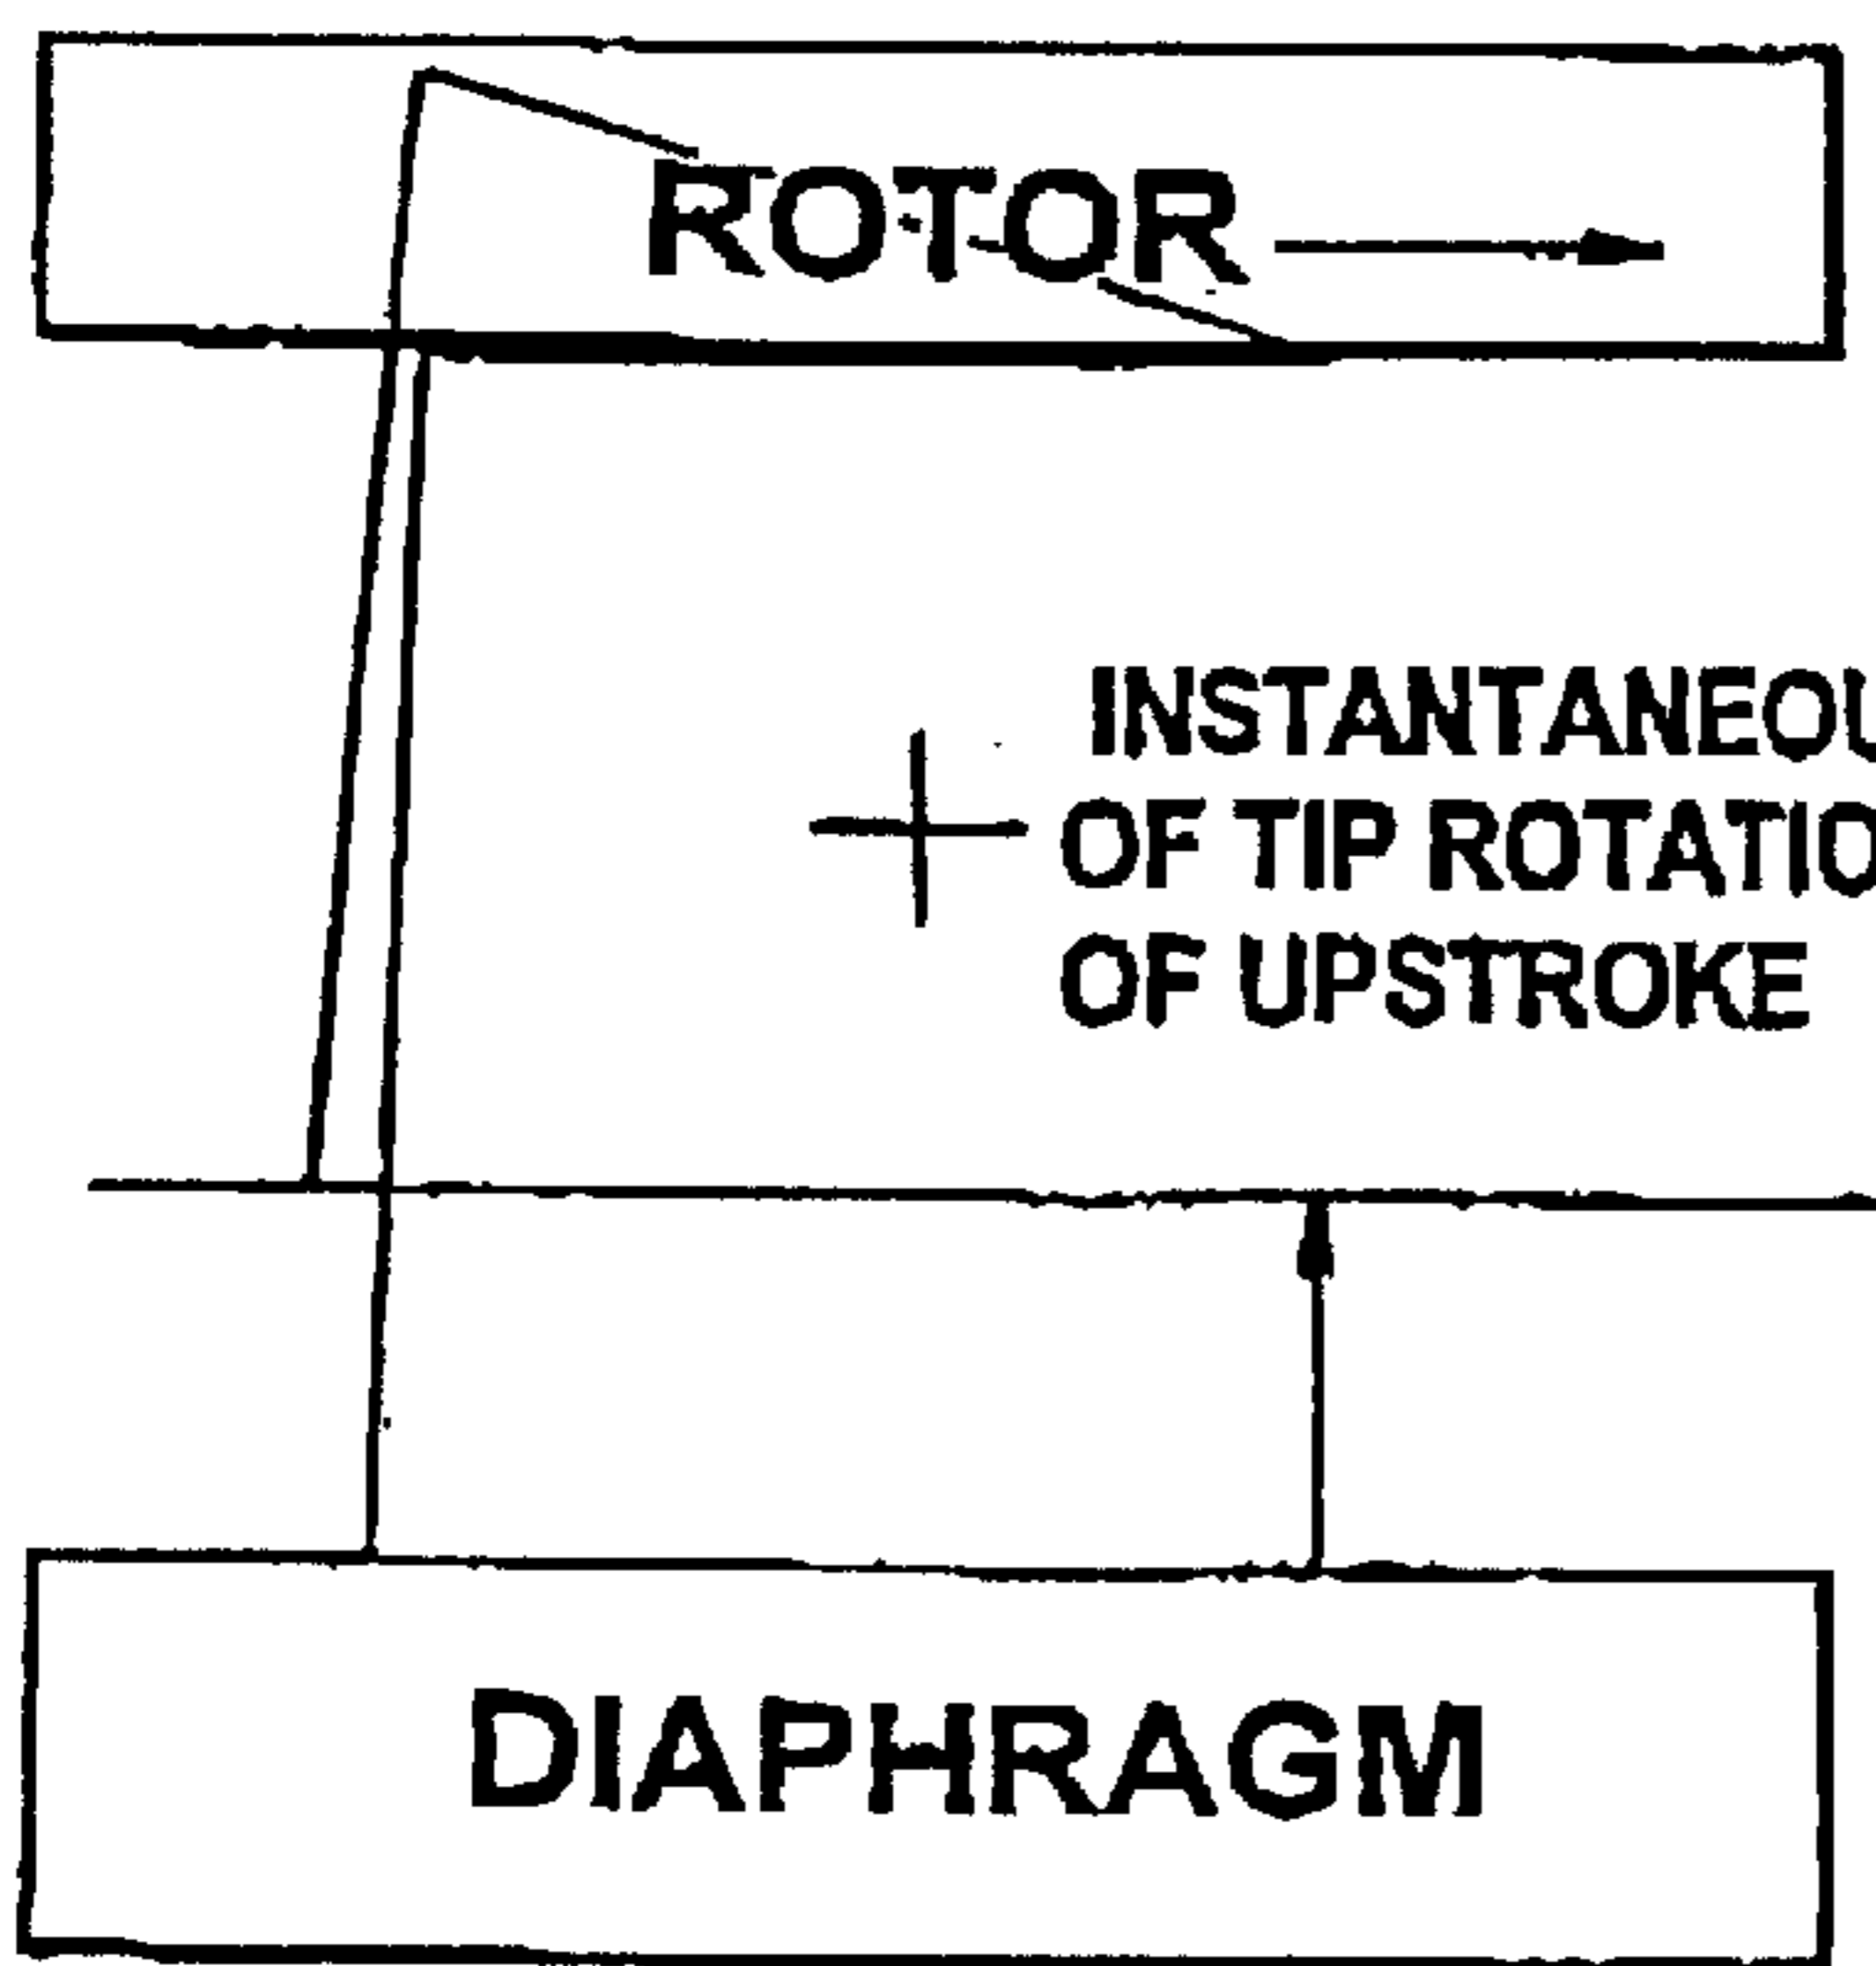 ROTOR
INSTANTANEOU
OF TIP ROTATIO
OF UPSTROKE
DIAPHRAGM